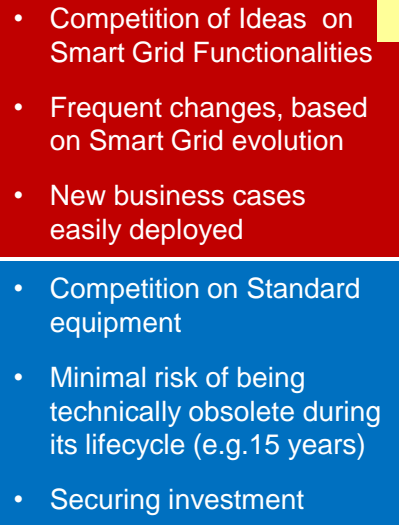 • Competition of Ideas on
Smart Grid Functionalities
• Frequent changes, based
on Smart Grid evolution
• New business cases
easily deployed
• Competition on Standard
equipment
• Minimal risk of being
technically obsolete during
its lifecycle (e.g.15 years)
• Securing investment